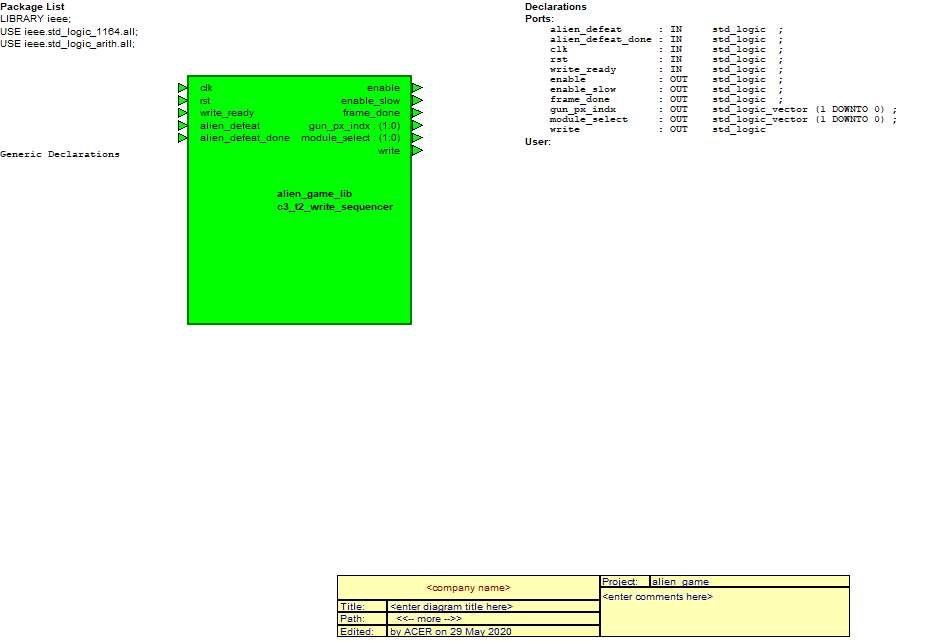 Package List
LIBRARY ieee;
USE ieee.std_logic_1164.all;
USE ieee.std_logic_arith.all;
Declarations
Ports:
alien_defeat : IN std_logic ;
alien_defeat_done : IN std_logic ;
clk : IN std_logic ;
rst : IN std_logic ;
write_ready : IN std_logic ;
enable : OUT std_logic ;
enable_slow : OUT std_logic ;
frame_done : OUT std_logic ;
gun_px_indx : OUT std_logic_vector (1 DOWNTO 0) ;
module_select : OUT std_logic_vector (1 DOWNTO 0) ;
write : OUT std_logic
User:
clk enable
rst enable_slow
write_ready frame_done
alien_defeat gun_px_indx : (1:0)
alien_defeat_done module_select : (1:0)
write
Generic Declarations
alien_game_lib
c3_t2_write_sequencer
<company name>
Title: <enter diagram title here>
Path: <<-- more -->>
Edited: by ACER on 29 May 2020
Project: alien_game
<enter comments here>